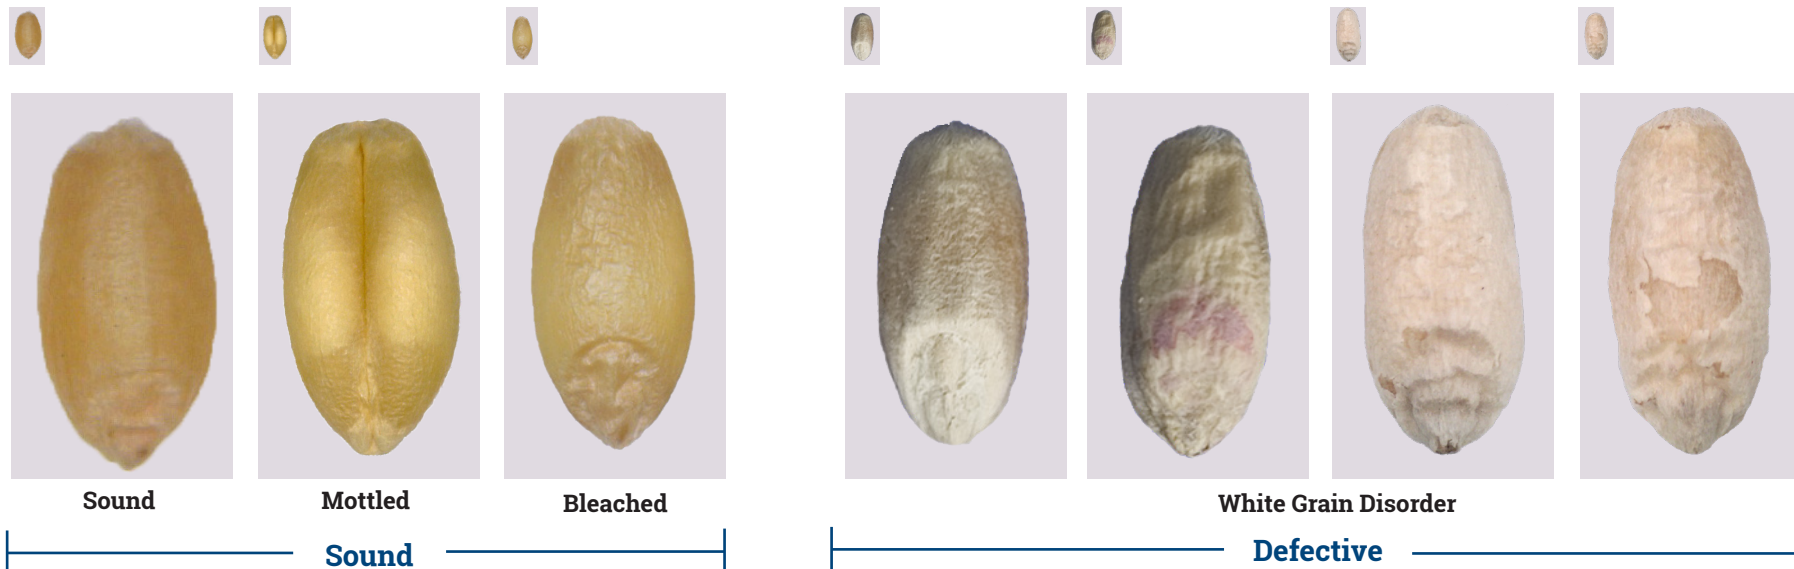 Sound
Mottled
Bleached
White Grain Disorder
Sound
Defective